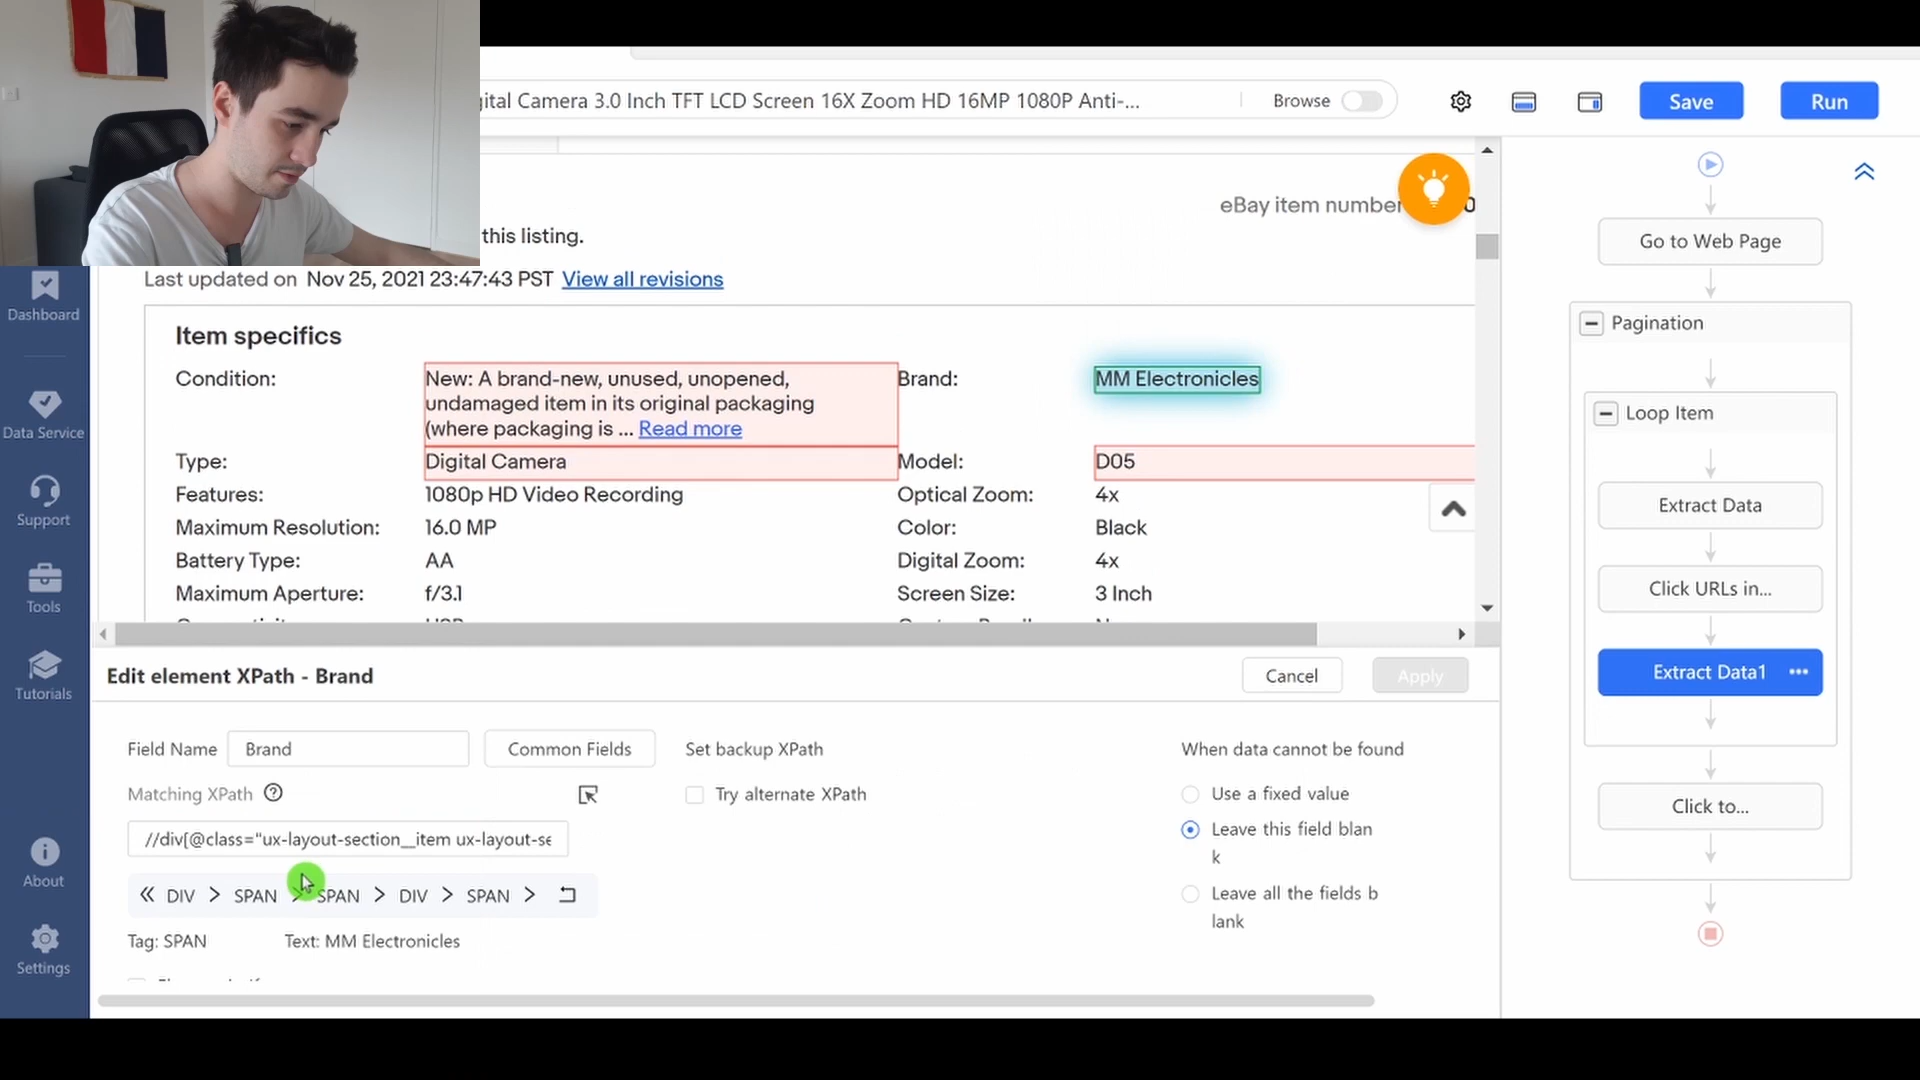 gital Camera 3.0 Inch TFT LCD Screen 16X Zoom HD 16MP 1080P Anti-...
Browse
Save
Run
eBay item number
0
this listing.
Last updated on Nov 25, 2021 23:47:43 PST View all revisions
Item specifics
Condition:
New: A brand-new, unused, unopened,
undamaged item in its original packaging
(where packaging is ... Read more
Brand:
MM Electronicles
Type:
Digital Camera
Model:
D05
Features:
1080p HD Video Recording
Optical Zoom:
4x
Maximum Resolution:
16.0 MP
Color:
Black
Battery Type:
AA
Digital Zoom:
4x
Maximum Aperture:
f/3.1
Screen Size:
3 Inch
Dashboard
Data Service
Support
Tools
Tutorials
About
Settings
Edit element XPath - Brand
Cancel
Apply
Field Name
Brand
Common Fields
Set backup XPath
When data cannot be found
Matching XPath
Try alternate XPath
Use a fixed value
//div[@class="ux-layout-section__item ux-layout-se
Leave this field blan
k
« DIV > SPAN > SPAN > DIV > SPAN >
Leave all the fields b
lank
Tag: SPAN
Text: MM Electronicles
Go to Web Page
Pagination
Loop Item
Extract Data
Click URLs in...
Extract Data1
Click to...